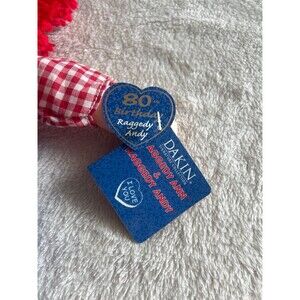 80th
Birthday
Raggedy
Andy
DAKIN
RAGGEDY ANN
&
RAGGEDY ANDY
I LOVE
YOU